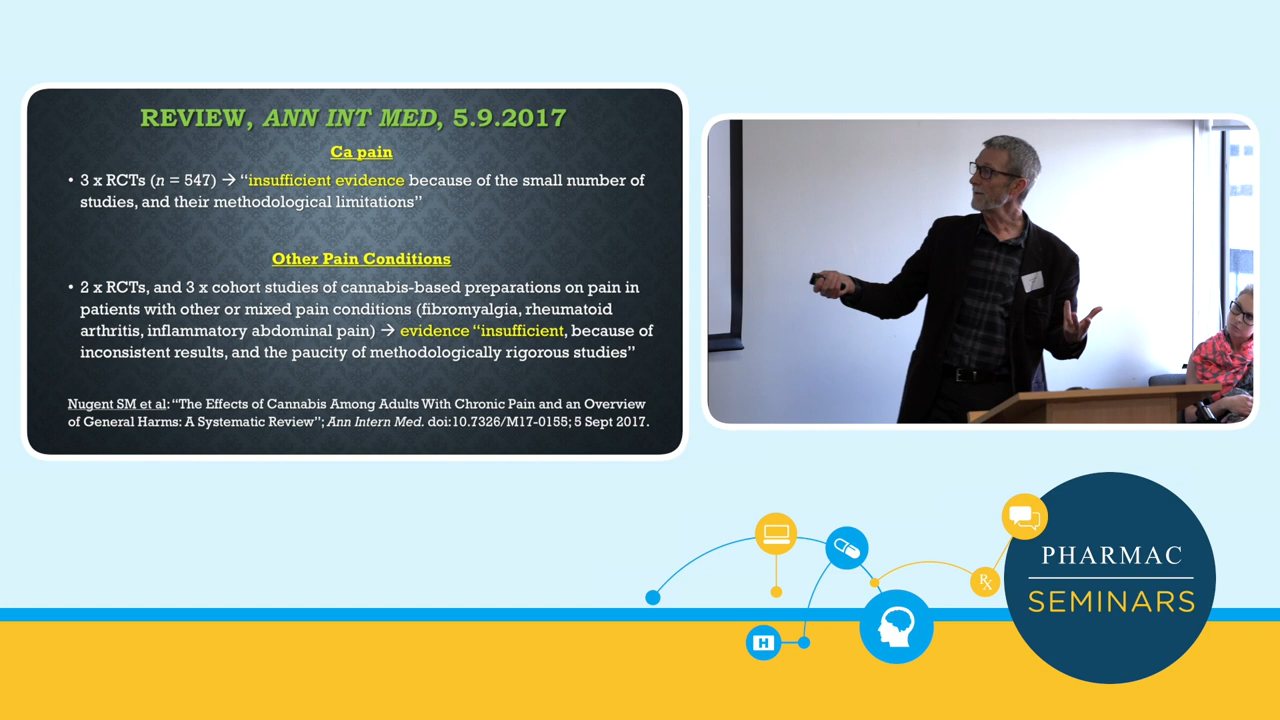 REVIEW, ANN INT MED, 5.9.2017
Ca pain
• 3 x RCTs (n = 547) → “insufficient evidence because of the small number of
studies, and their methodological limitations”
Other Pain Conditions
• 2 x RCTs, and 3 x cohort studies of cannabis-based preparations on pain in
patients with other or mixed pain conditions (fibromyalgia, rheumatoid
arthritis, inflammatory abdominal pain) → evidence “insufficient, because of
inconsistent results, and the paucity of methodologically rigorous studies”
Nugent SM et al: “The Effects of Cannabis Among Adults With Chronic Pain and an Overview
of General Harms: A Systematic Review”; Ann Intern Med. doi:10.7326/M17-0155; 5 Sept 2017.
H
Rx
PHARMAC
SEMINARS